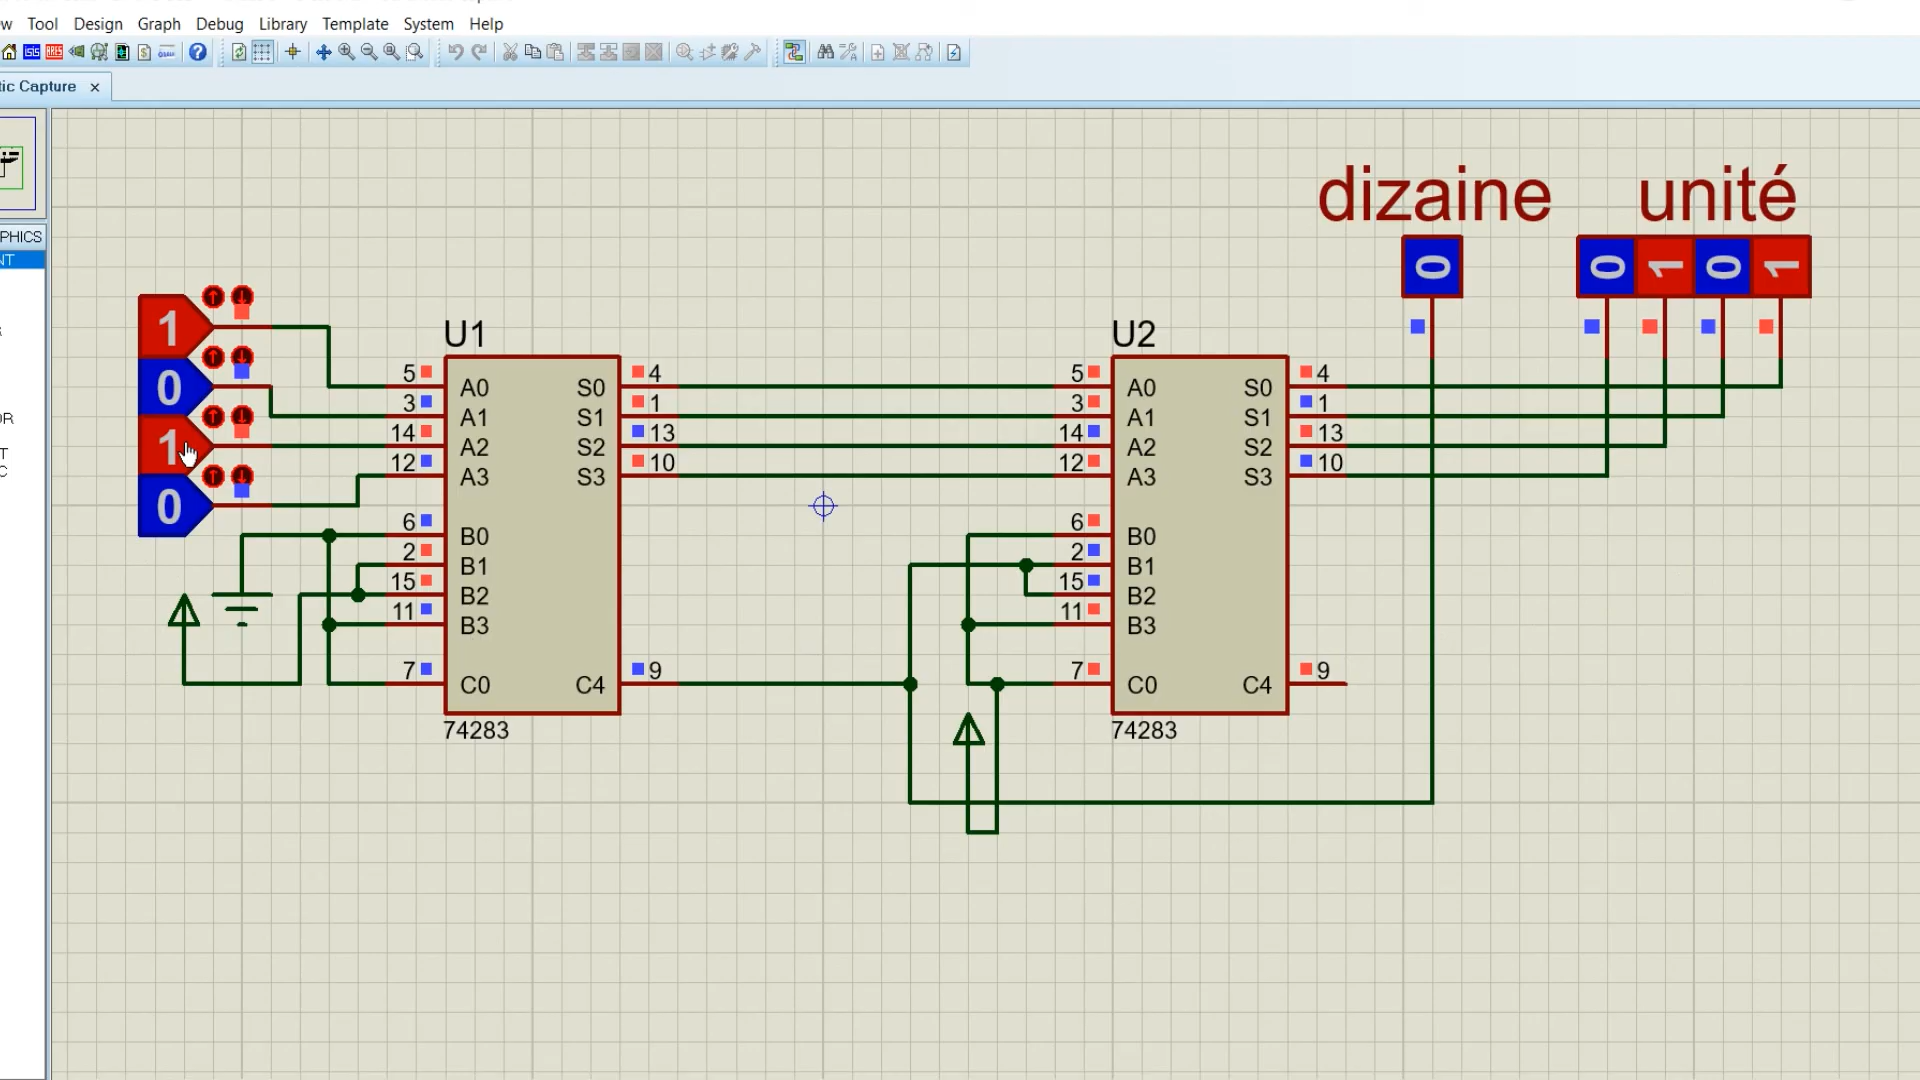 Tool Design Graph Debug Library Template System Help
tic Capture
PHICS
NT
dizaine unité
0 0 1 0 1
1
0
1
0
U1
5 A0 S0 4
3 A1 S1 1
14 A2 S2 13
12 A3 S3 10
6 B0
2 B1
15 B2
11 B3
7 C0 C4 9
74283
U2
5 A0 S0 4
3 A1 S1 1
14 A2 S2 13
12 A3 S3 10
6 B0
2 B1
15 B2
11 B3
7 C0 C4 9
74283